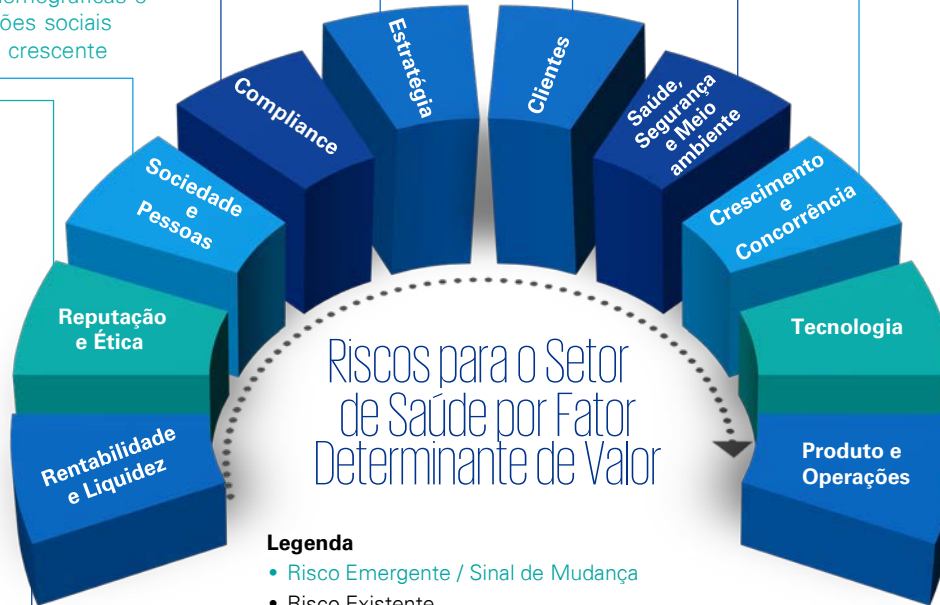 ões sociais
crescente
Estratégia
Clientes
Compliance
Saúde,
Segurança
e Meio
ambiente
Sociedade
e
Pessoas
Crescimento
e
Concorrência
Reputação
e Ética
Tecnologia
Rentabilidade
e Liquidez
Produto e
Operações
Riscos para o Setor
de Saúde por Fator
Determinante de Valor
Legenda
• Risco Emergente / Sinal de Mudança
• Risco Existente